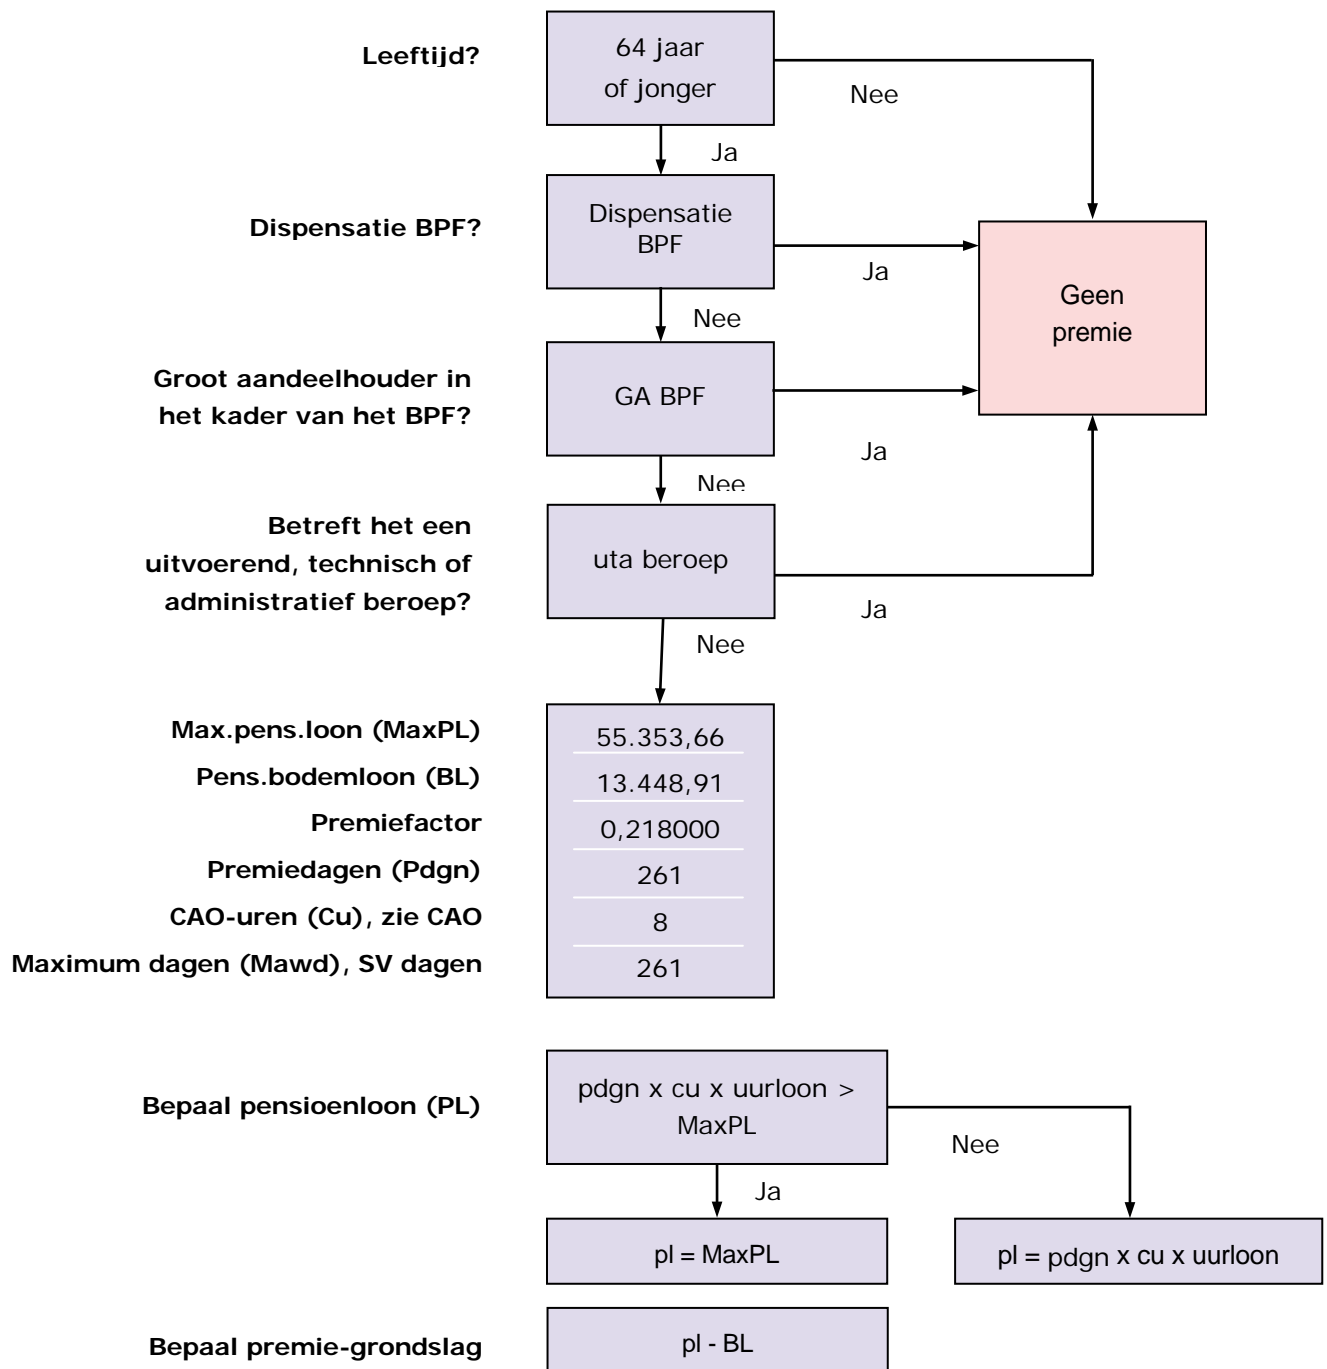 Leeftijd?
64 jaar
of jonger
Nee
Ja
Dispensatie BPF?
Dispensatie
BPF
Ja
Nee
Geen
premie
Groot aandeelhouder in
het kader van het BPF?
GA BPF
Ja
Nee
Betreft het een
uitvoerend, technisch of
administratief beroep?
uta beroep
Ja
Nee
Max.pens.loon (MaxPL)
55.353,66
Pens.bodemloon (BL)
13.448,91
Premiefactor
0,218000
Premiedagen (Pdgn)
261
CAO-uren (Cu), zie CAO
8
Maximum dagen (Mawd), SV dagen
261
Bepaal pensioenloon (PL)
pdgn x cu x uurloon >
MaxPL
Nee
Ja
pl = MaxPL
pl = pdgn x cu x uurloon
Bepaal premie-grondslag
pl - BL